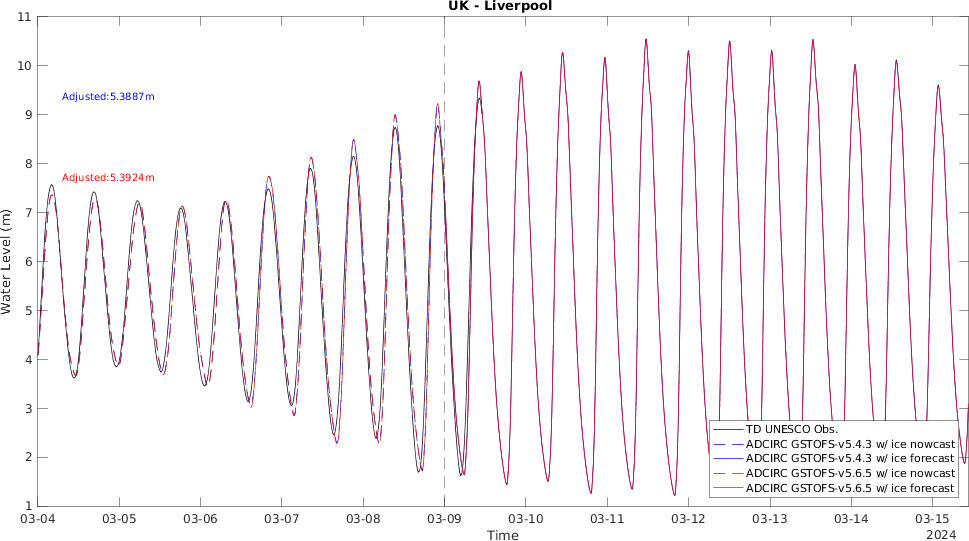 UK - Liverpool
11
10
9
8
7
6
5
4
3
2
1
Water Level (m)
Adjusted:5.3887m
Adjusted:5.3924m
TD UNESCO Obs.
ADCIRC GSTOFS-v5.4.3 w/ ice nowcast
ADCIRC GSTOFS-v5.4.3 w/ ice forecast
ADCIRC GSTOFS-v5.6.5 w/ ice nowcast
ADCIRC GSTOFS-v5.6.5 w/ ice forecast
03-04 03-05 03-06 03-07 03-08 03-09 03-10 03-11 03-12 03-13 03-14 03-15
Time
2024